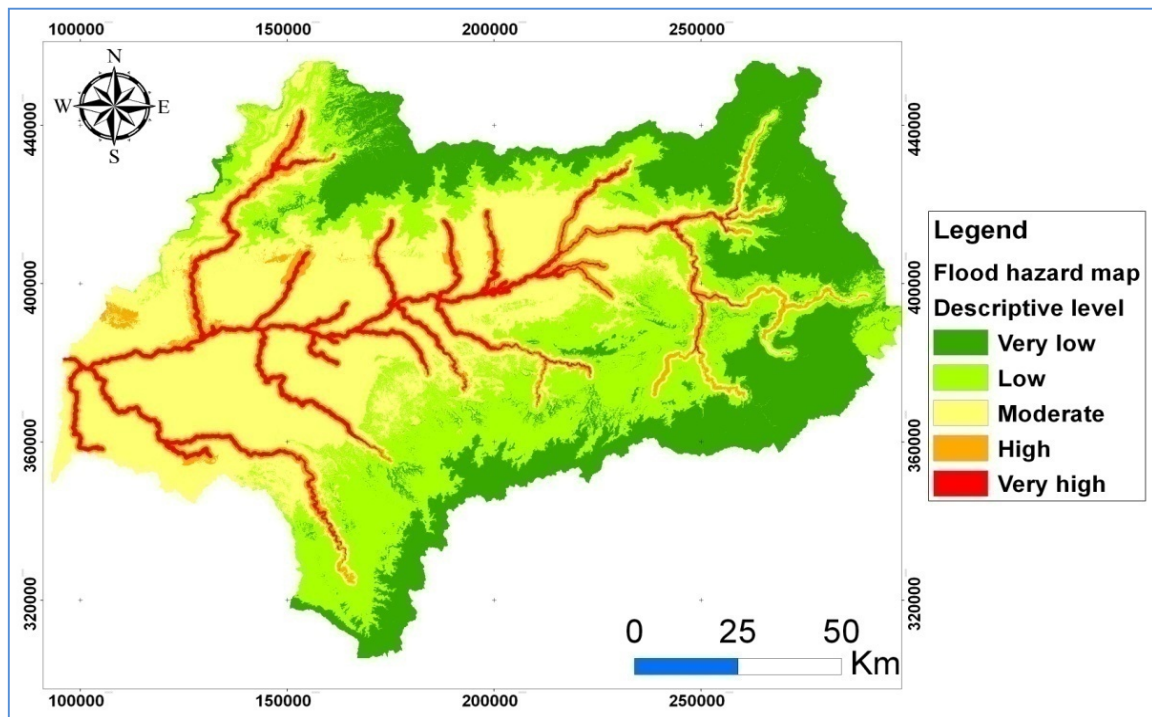 100000 150000 200000 250000
N
W E
S
440000 440000
400000 400000
360000 360000
320000 320000
Legend
Flood hazard map
Descriptive level
Very low
Low
Moderate
High
Very high
0 25 50
Km
100000 150000 200000 250000